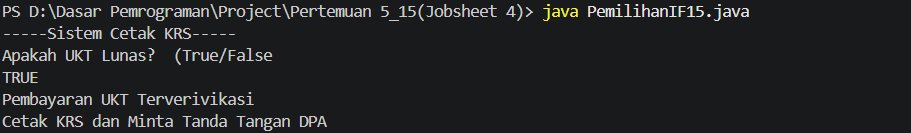 PS D:\Dasar Pemrograman\Project\Pertemuan 5_15(Jobsheet 4)> java PemilihanIF15.java
-----Sistem Cetak KRS-----
Apakah UKT Lunas?  (True/False
TRUE
Pembayaran UKT Terverivikasi
Cetak KRS dan Minta Tanda Tangan DPA